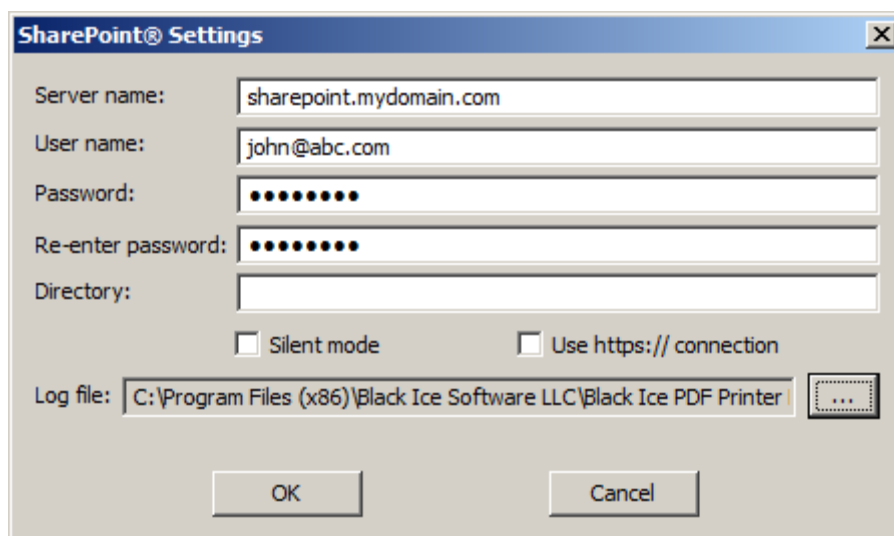 SharePoint® Settings
Server name: sharepoint.mydomain.com
User name: john@abc.com
Password: ••••••••
Re-enter password: ••••••••
Directory:
Silent mode Use https:// connection
Log file: C:\Program Files (x86)\Black Ice Software LLC\Black Ice PDF Printer ...
OK Cancel